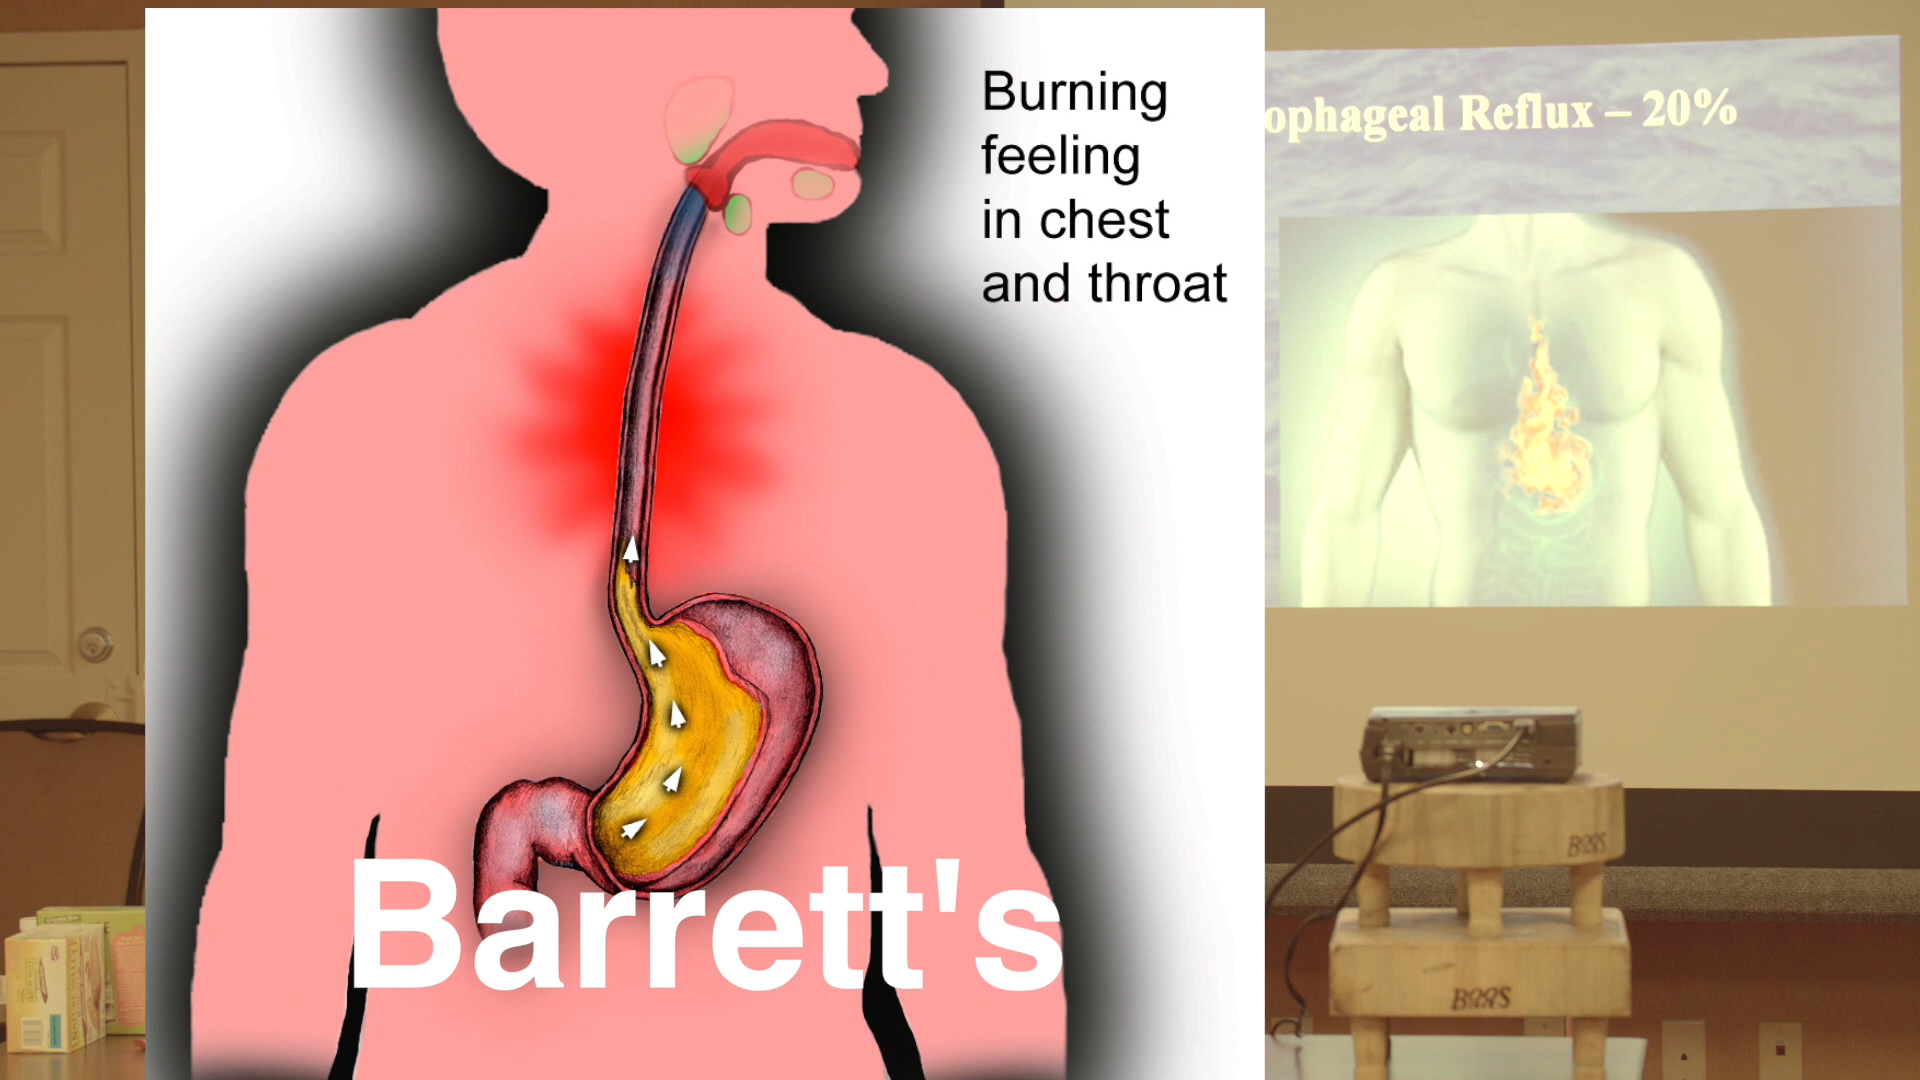 Burning
feeling
in chest
and throat
ophageal Reflux – 20%
Barrett's
BOOS
BOOS